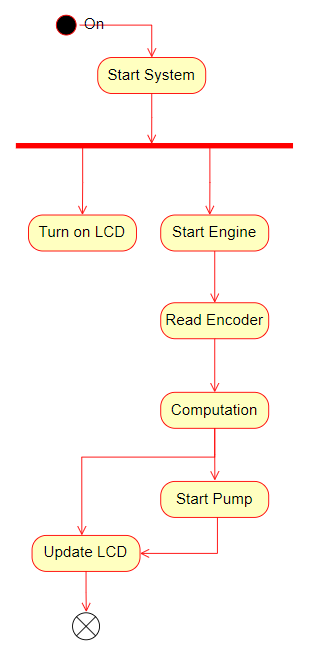 On
Start System
Turn on LCD
Start Engine
Read Encoder
Computation
Start Pump
Update LCD